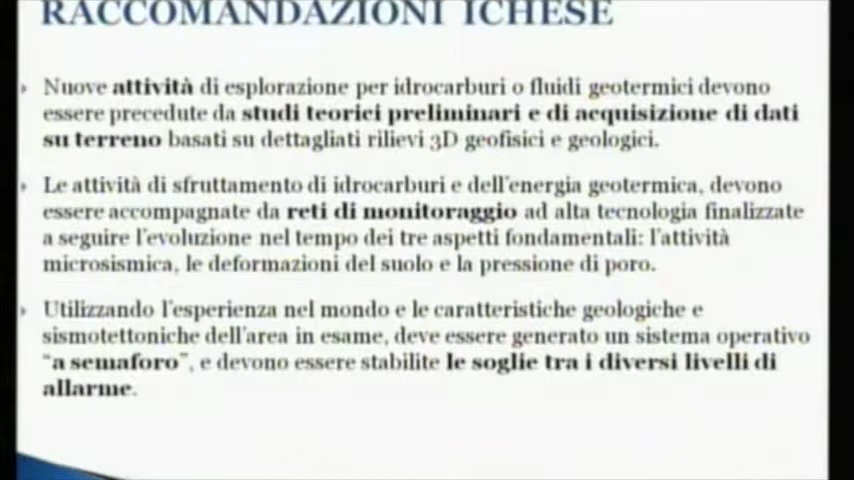 RACCOMANDAZIONI ICHESE
Nuove attività di esplorazione per idrocarburi o fluidi geotermici devono
essere precedute da studi teorici preliminari e di acquisizione di dati
su terreno basati su dettagliati rilievi 3D geofisici e geologici.
Le attività di sfruttamento di idrocarburi e dell'energia geotermica, devono
essere accompagnate da reti di monitoraggio ad alta tecnologia finalizzate
a seguire l'evoluzione nel tempo dei tre aspetti fondamentali: l'attività
microsismica, le deformazioni del suolo e la pressione di poro.
Utilizzando l'esperienza nel mondo e le caratteristiche geologiche e
sismotettoniche dell'area in esame, deve essere generato un sistema operativo
"a semaforo", e devono essere stabilite le soglie tra i diversi livelli di
allarme.